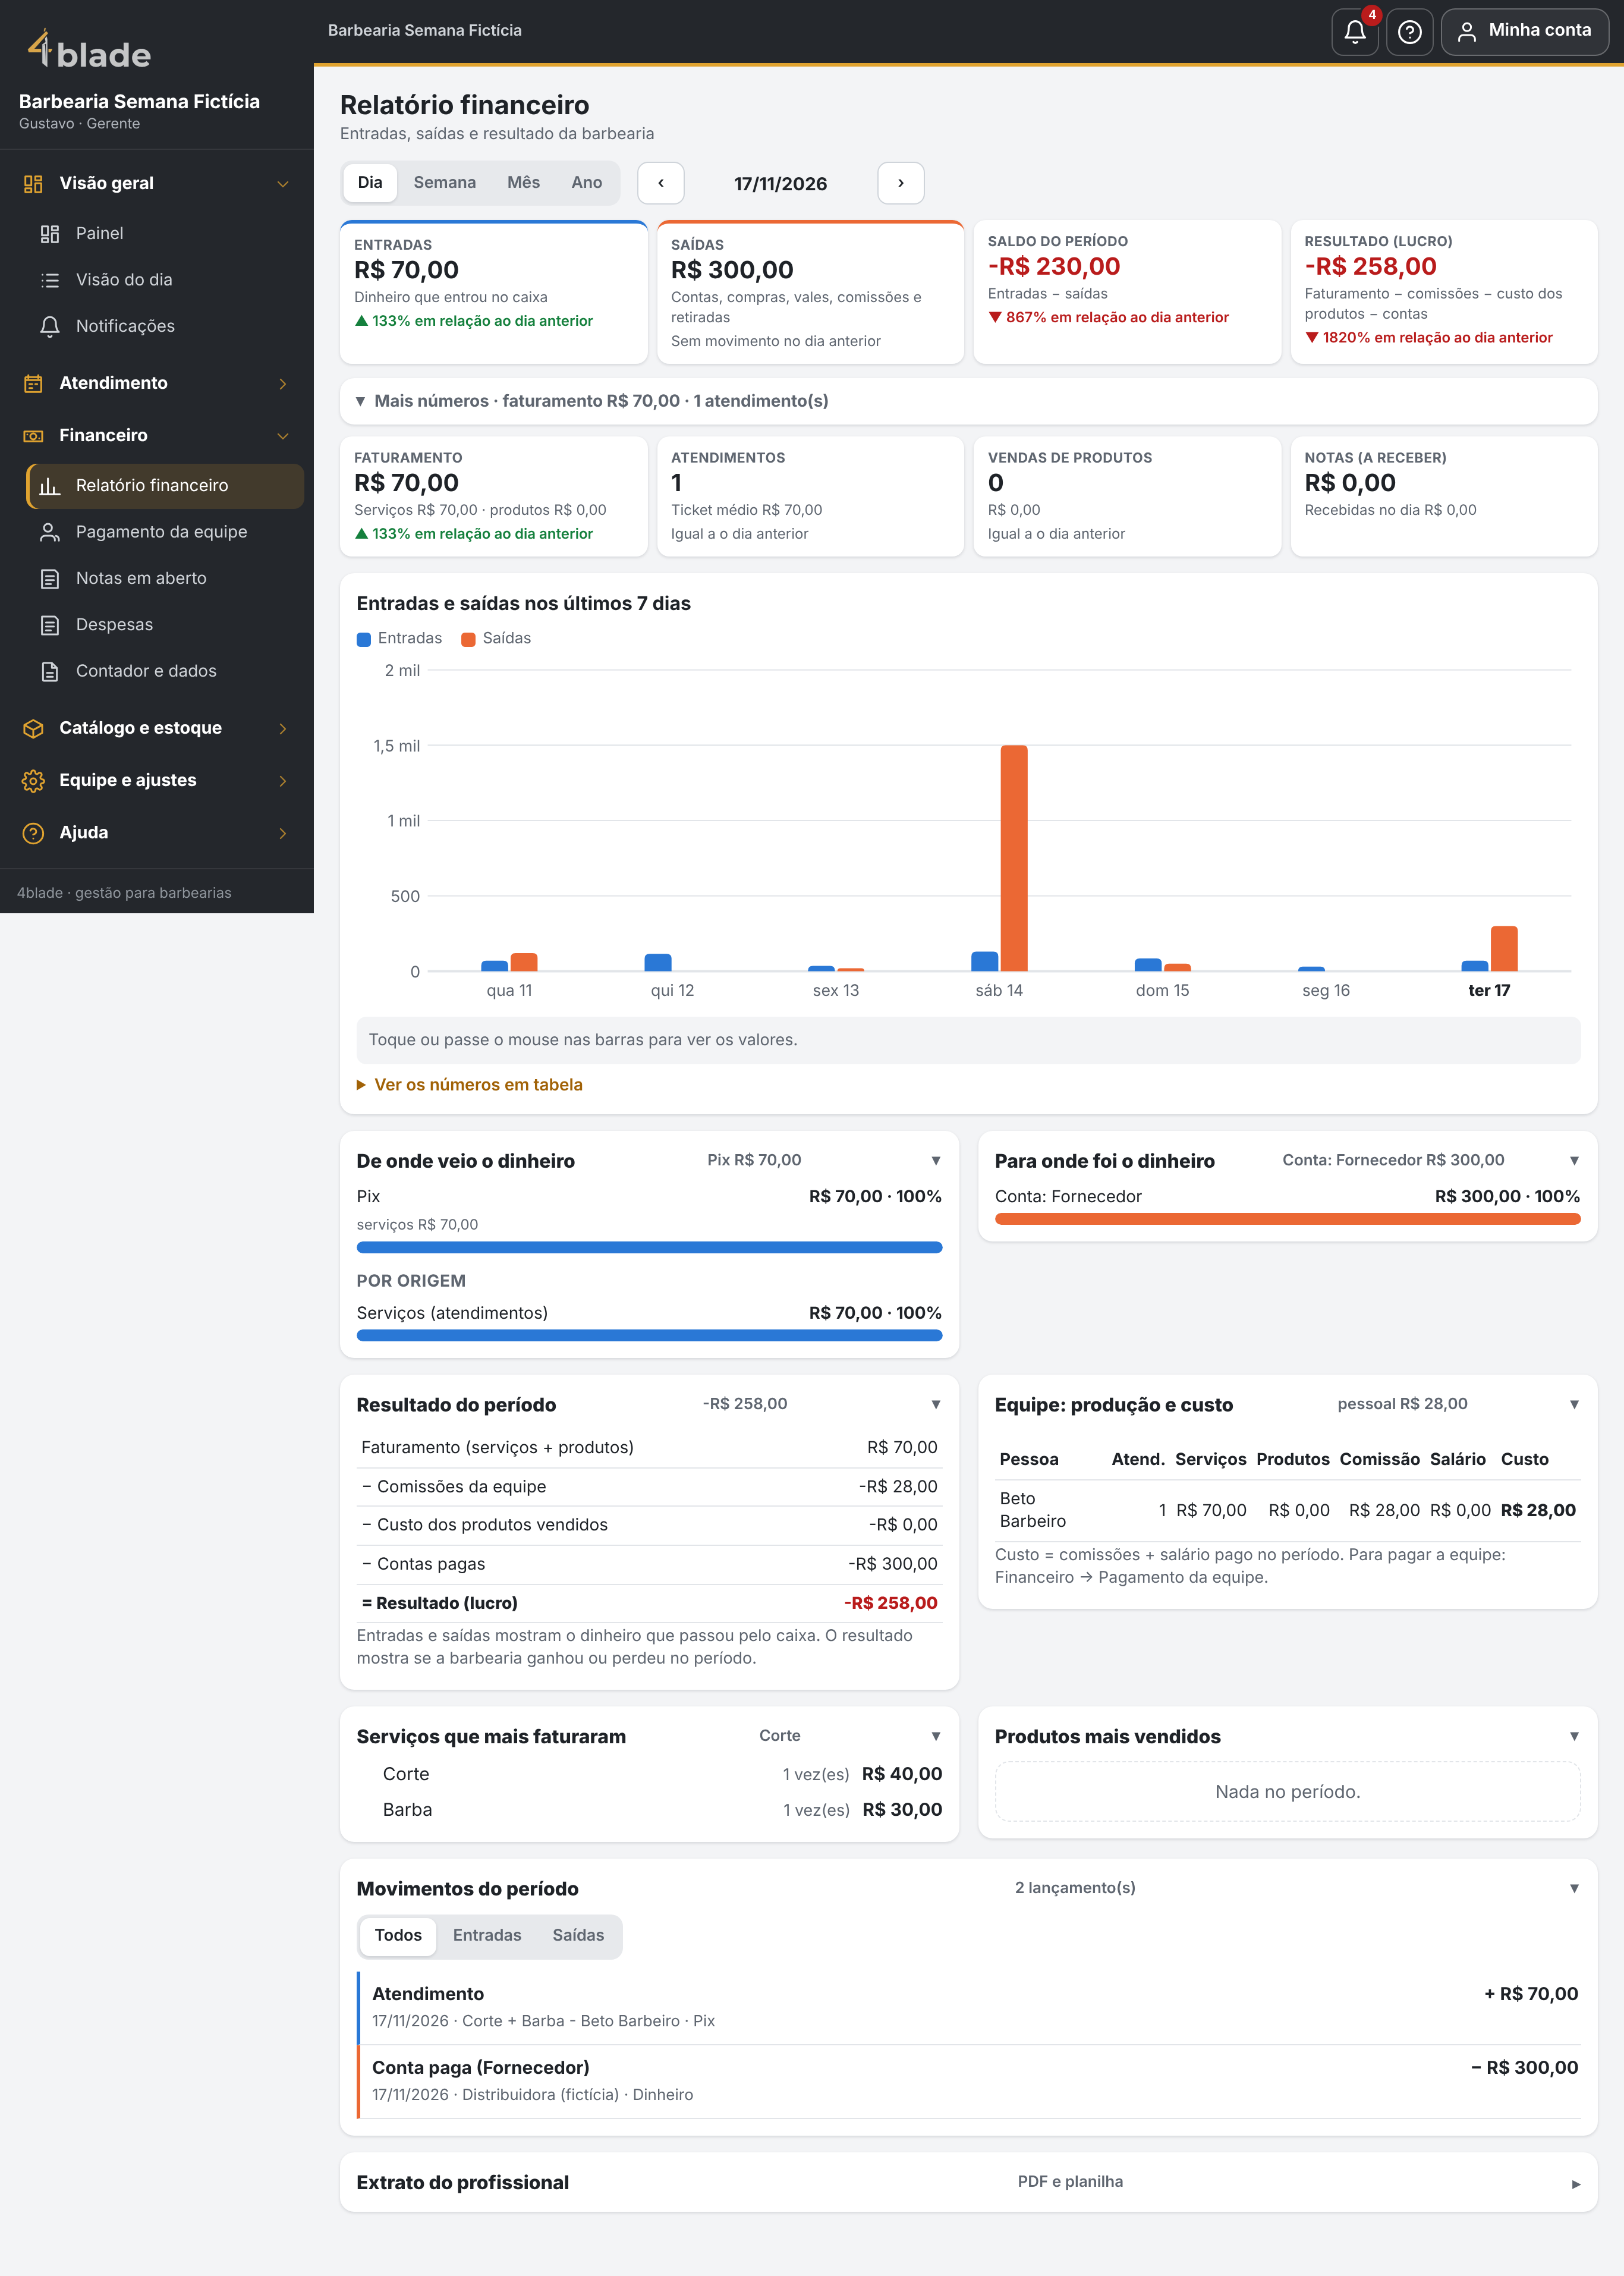 4blade
Barbearia Semana Fictícia
Gustavo · Gerente
Visão geral
Painel
Visão do dia
Notificações
Atendimento
Financeiro
Relatório financeiro
Pagamento da equipe
Notas em aberto
Despesas
Contador e dados
Catálogo e estoque
Equipe e ajustes
Ajuda
4blade · gestão para barbearias
Barbearia Semana Fictícia
4
Minha conta
Relatório financeiro
Entradas, saídas e resultado da barbearia
Dia Semana Mês Ano ‹ 17/11/2026 ›
ENTRADAS
R$ 70,00
Dinheiro que entrou no caixa
▲ 133% em relação ao dia anterior
SAÍDAS
R$ 300,00
Contas, compras, vales, comissões e
retiradas
Sem movimento no dia anterior
SALDO DO PERÍODO
-R$ 230,00
Entradas − saídas
▼ 867% em relação ao dia anterior
RESULTADO (LUCRO)
-R$ 258,00
Faturamento − comissões − custo dos
produtos − contas
▼ 1820% em relação ao dia anterior
▼ Mais números · faturamento R$ 70,00 · 1 atendimento(s)
FATURAMENTO
R$ 70,00
Serviços R$ 70,00 · produtos R$ 0,00
▲ 133% em relação ao dia anterior
ATENDIMENTOS
1
Ticket médio R$ 70,00
Igual a o dia anterior
VENDAS DE PRODUTOS
0
R$ 0,00
Igual a o dia anterior
NOTAS (A RECEBER)
R$ 0,00
Recebidas no dia R$ 0,00
Entradas e saídas nos últimos 7 dias
Entradas Saídas
2 mil
1,5 mil
1 mil
500
0
qua 11 qui 12 sex 13 sáb 14 dom 15 seg 16 ter 17
Toque ou passe o mouse nas barras para ver os valores.
▶ Ver os números em tabela
De onde veio o dinheiro Pix R$ 70,00 ▼
Pix R$ 70,00 · 100%
serviços R$ 70,00
POR ORIGEM
Serviços (atendimentos) R$ 70,00 · 100%
Para onde foi o dinheiro Conta: Fornecedor R$ 300,00 ▼
Conta: Fornecedor R$ 300,00 · 100%
Resultado do período -R$ 258,00 ▼
Faturamento (serviços + produtos) R$ 70,00
− Comissões da equipe -R$ 28,00
− Custo dos produtos vendidos -R$ 0,00
− Contas pagas -R$ 300,00
= Resultado (lucro) -R$ 258,00
Entradas e saídas mostram o dinheiro que passou pelo caixa. O resultado
mostra se a barbearia ganhou ou perdeu no período.
Equipe: produção e custo pessoal R$ 28,00 ▼
Pessoa Atend. Serviços Produtos Comissão Salário Custo
Beto
Barbeiro 1 R$ 70,00 R$ 0,00 R$ 28,00 R$ 0,00 R$ 28,00
Custo = comissões + salário pago no período. Para pagar a equipe:
Financeiro → Pagamento da equipe.
Serviços que mais faturaram Corte ▼
Corte 1 vez(es) R$ 40,00
Barba 1 vez(es) R$ 30,00
Produtos mais vendidos ▼
Nada no período.
Movimentos do período 2 lançamento(s) ▼
Todos Entradas Saídas
Atendimento + R$ 70,00
17/11/2026 · Corte + Barba - Beto Barbeiro · Pix
Conta paga (Fornecedor) − R$ 300,00
17/11/2026 · Distribuidora (fictícia) · Dinheiro
Extrato do profissional PDF e planilha ▸